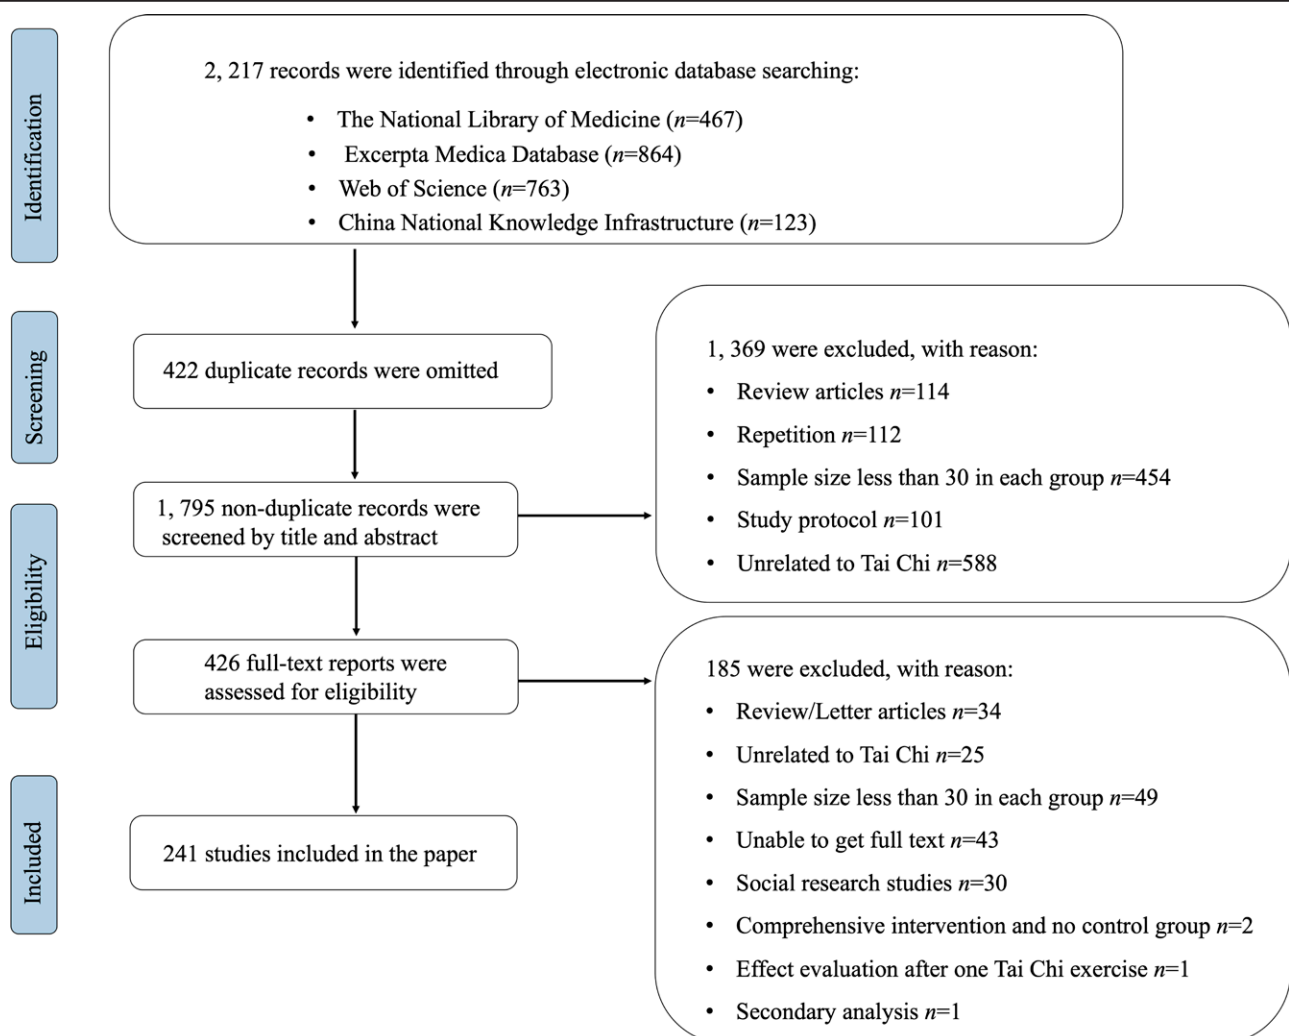 Identification
2, 217 records were identified through electronic database searching:
• The National Library of Medicine (n=467)
• Excerpta Medica Database (n=864)
• Web of Science (n=763)
• China National Knowledge Infrastructure (n=123)
Screening
422 duplicate records were omitted
1, 369 were excluded, with reason:
• Review articles n=114
• Repetition n=112
• Sample size less than 30 in each group n=454
• Study protocol n=101
• Unrelated to Tai Chi n=588
Eligibility
1, 795 non-duplicate records were
screened by title and abstract
426 full-text reports were
assessed for eligibility
185 were excluded, with reason:
• Review/Letter articles n=34
• Unrelated to Tai Chi n=25
• Sample size less than 30 in each group n=49
• Unable to get full text n=43
• Social research studies n=30
• Comprehensive intervention and no control group n=2
• Effect evaluation after one Tai Chi exercise n=1
• Secondary analysis n=1
Included
241 studies included in the paper